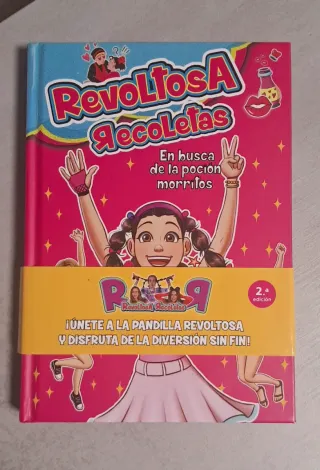 RevoltosA
Recoletas
En busca
de la poción
morritos
2.ª
edición
¡ÚNETE A LA PANDILLA REVOLTOSA
Y DISFRUTA DE LA DIVERSIÓN SIN FIN!